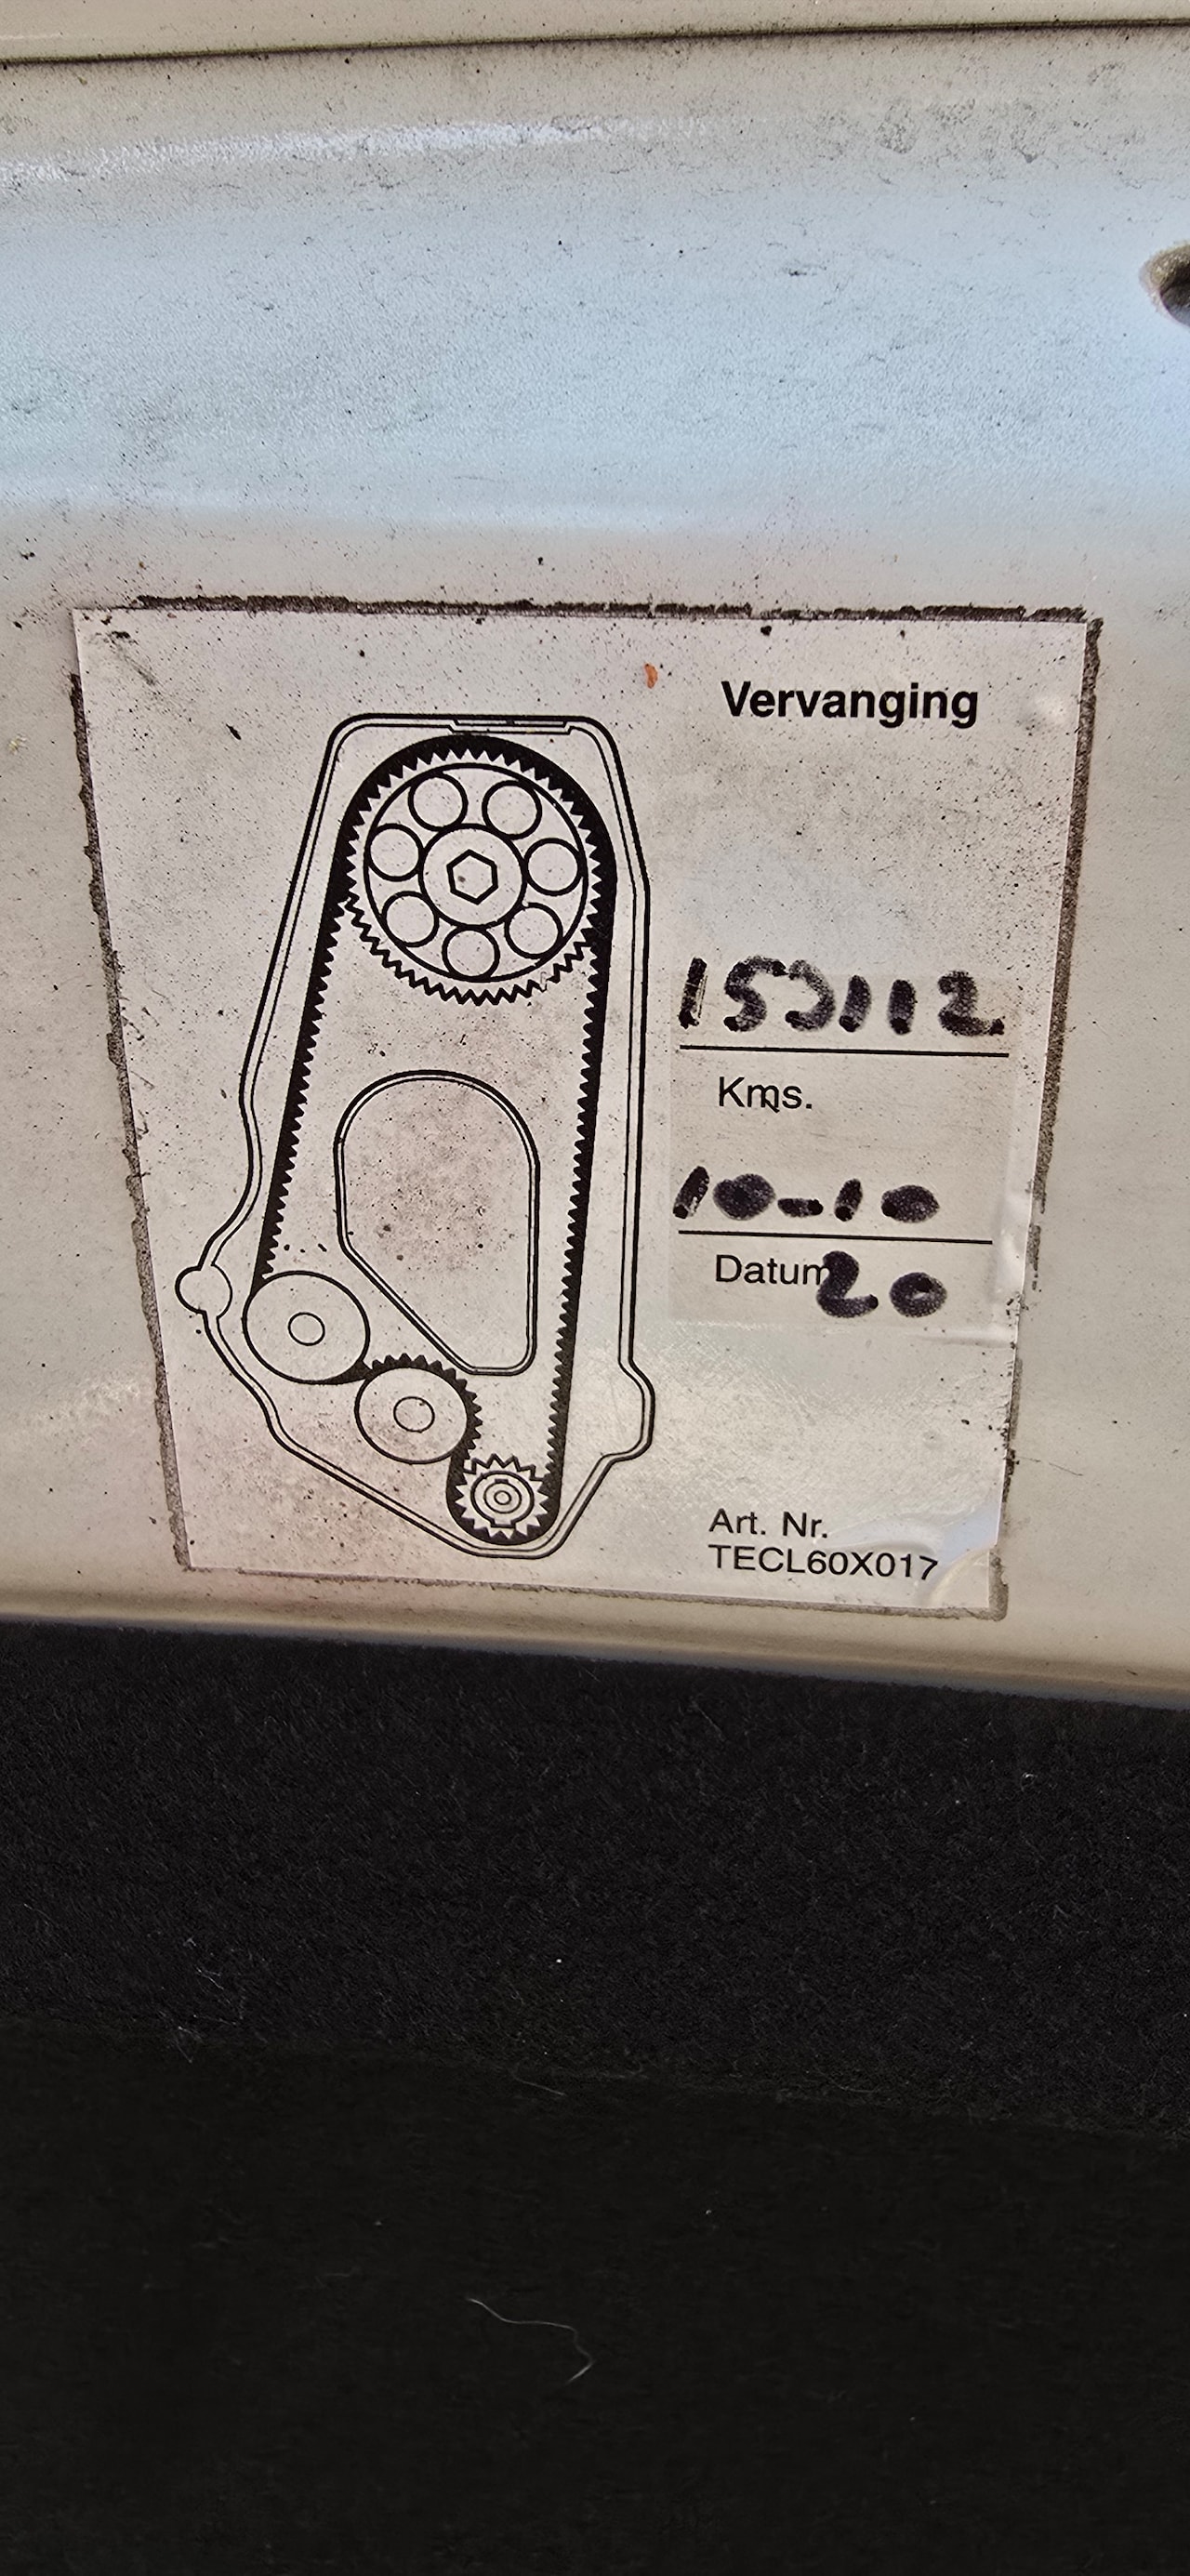 Vervanging
153112
Kms.
10-10
Datum 20
Art. Nr.
TECL60X017